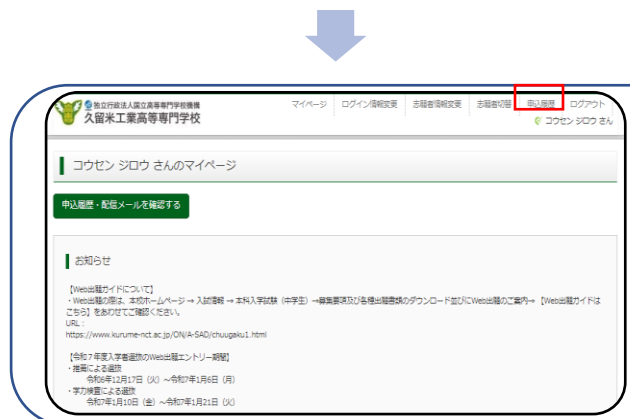 独立行政法人国立高等専門学校機構
久留米工業高等専門学校
マイページ ログイン情報変更 志願者情報変更 志願者切替 申込履歴 ログアウト
コウセン ジロウ さん
コウセン ジロウ さんのマイページ
申込履歴・配信メールを確認する
お知らせ
【Web出願ガイドについて】
・Web出願の際は、本校ホームページ → 入試情報 → 本科入学試験（中学生）→募集要項及び各種出願書類のダウンロード並びにWeb出願のご案内→ 【Web出願ガイドは
こちら】をあわせてご確認ください。
URL：
https://www.kurume-nct.ac.jp/ON/A-SAD/chuugaku1.html
【令和７年度入学者選抜のWeb出願エントリー期間】
・推薦による選抜
令和6年12月17日（火）～令和7年1月6日（月）
・学力検査による選抜
令和7年1月10日（金）～令和7年1月21日（火）